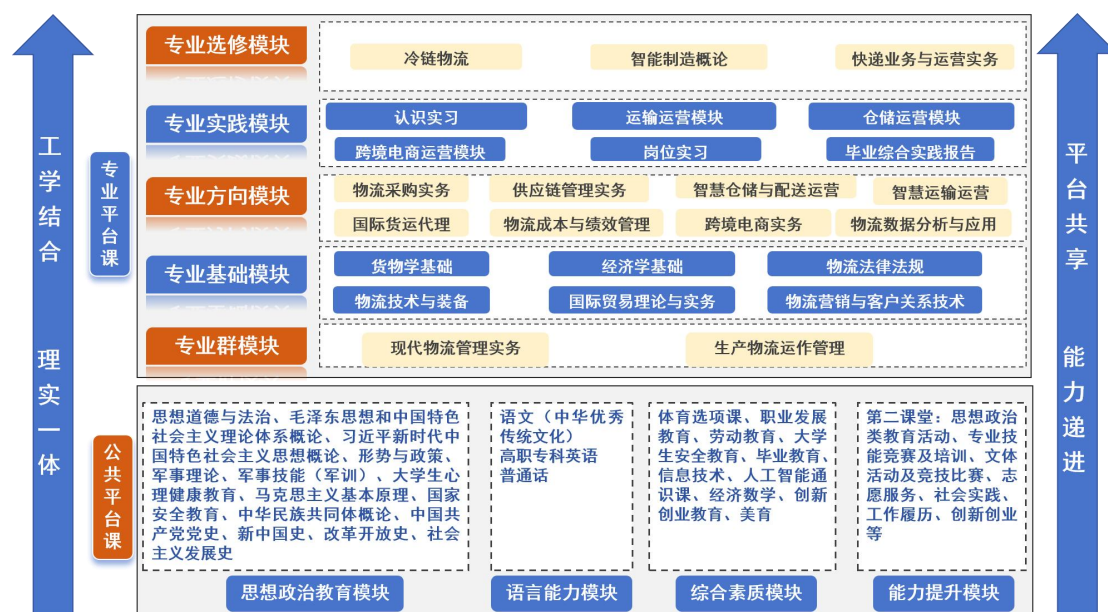 工学结合 理实一体
专业平台课
专业选修模块
冷链物流 智能制造概论 快递业务与运营实务
专业实践模块
认识实习 运输运营模块 仓储运营模块
跨境电商运营模块 岗位实习 毕业综合实践报告
专业方向模块
物流采购实务 供应链管理实务 智慧仓储与配送运营 智慧运输运营
国际货运代理 物流成本与绩效管理 跨境电商实务 物流数据分析与应用
专业基础模块
货物学基础 经济学基础 物流法律法规
物流技术与装备 国际贸易理论与实务 物流营销与客户关系技术
专业群模块
现代物流管理实务 生产物流运作管理
公共平台课
思想道德与法治、毛泽东思想和中国特色
社会主义理论体系概论、习近平新时代中
国特色社会主义思想概论、形势与政策、
军事理论、军事技能（军训）、大学生心
理健康教育、马克思主义基本原理、国家
安全教育、中华民族共同体概论、中国共
产党党史、新中国史、改革开放史、社会
主义发展史
思想政治教育模块
语文（中华优秀
传统文化）
高职专科英语
普通话
语言能力模块
体育选项课、职业发展
教育、劳动教育、大学
生安全教育、毕业教育、
信息技术、人工智能通
识课、经济数学、创新
创业教育、美育
综合素质模块
第二课堂：思想政治
类教育活动、专业技
能竞赛及培训、文体
活动及竞技比赛、志
愿服务、社会实践、
工作履历、创新创业
等
能力提升模块
平台共享 能力递进